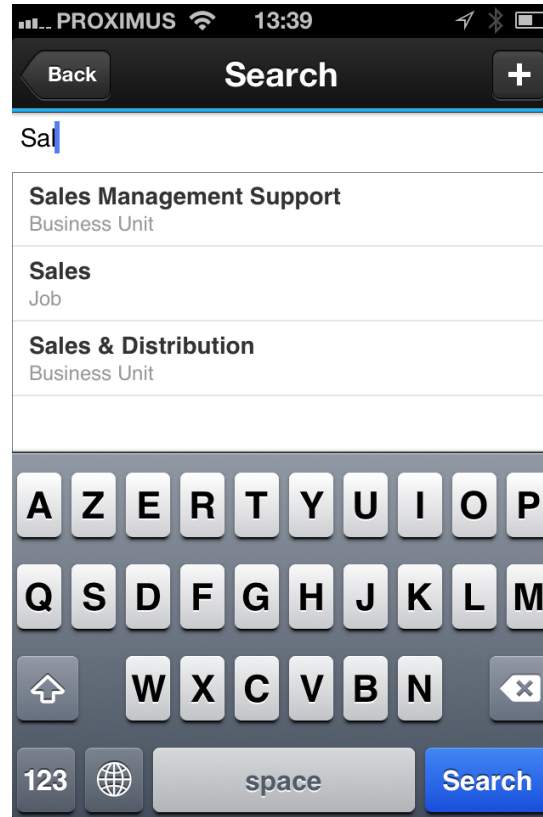 PROXIMUS 13:39
Back Search +
Sal
Sales Management Support
Business Unit
Sales
Job
Sales & Distribution
Business Unit
A Z E R T Y U I O P
Q S D F G H J K L M
W X C V B N
123 space Search